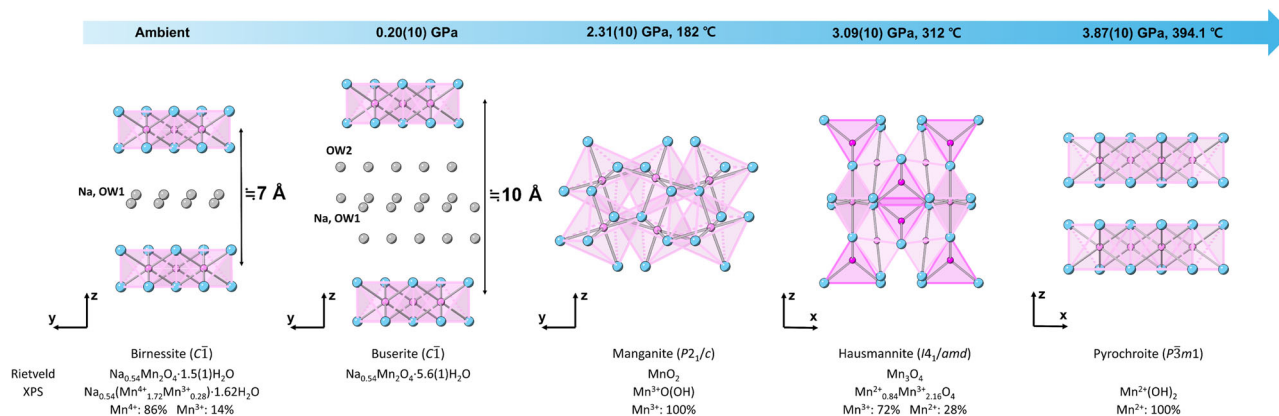 Ambient 0.20(10) GPa 2.31(10) GPa, 182 ℃ 3.09(10) GPa, 312 ℃ 3.87(10) GPa, 394.1 ℃
Na, OW1
≒7 Å
OW2
Na, OW1
≒10 Å
z
y
z
y
z
y
z
x
z
x
Birnessite (C1̅) Buserite (C1̅) Manganite (P2₁/c) Hausmannite (I4₁/amd) Pyrochroite (P3̅m1)
Rietveld Na₀.₅₄Mn₂O₄·1.5(1)H₂O Na₀.₅₄Mn₂O₄·5.6(1)H₂O MnO₂ Mn₃O₄
XPS Na₀.₅₄(Mn⁴⁺₁.₇₂Mn³⁺₀.₂₈)·1.62H₂O Mn³⁺O(OH) Mn²⁺₀.₈₄Mn³⁺₂.₁₆O₄ Mn²⁺(OH)₂
Mn⁴⁺: 86% Mn³⁺: 14% Mn³⁺: 100% Mn³⁺: 72% Mn²⁺: 28% Mn²⁺: 100%